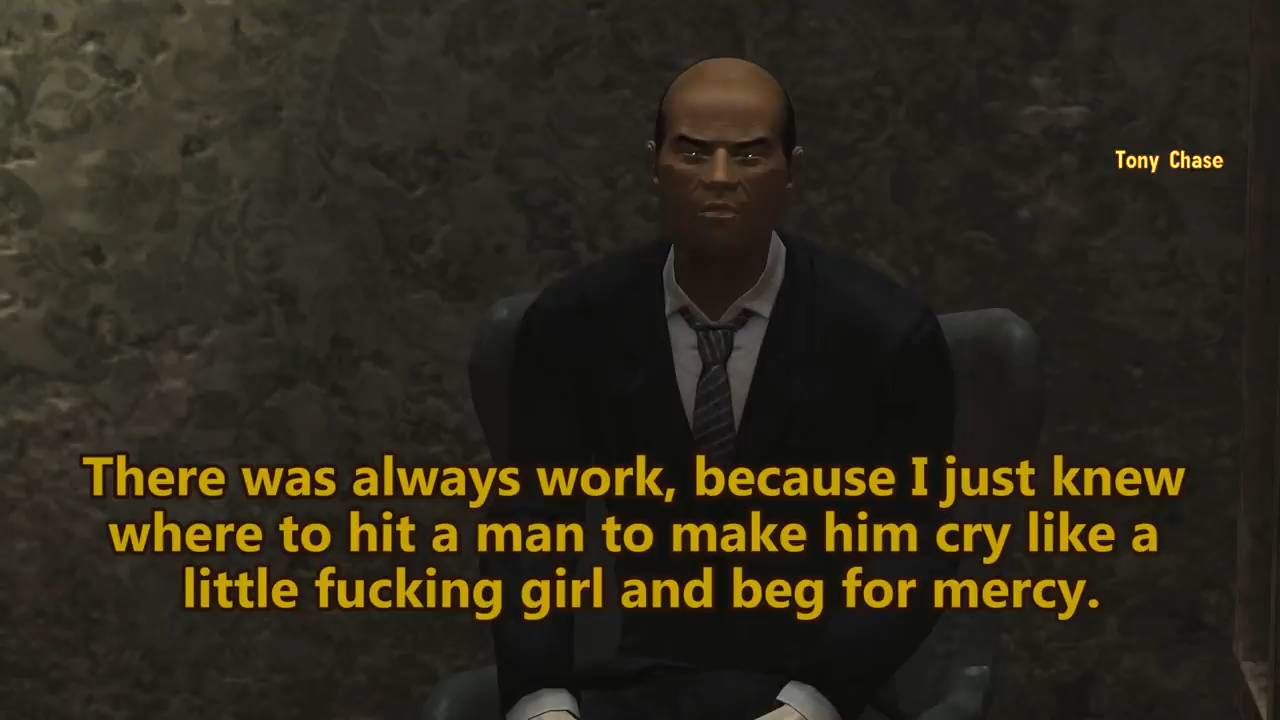 Tony Chase
There was always work, because I just knew
where to hit a man to make him cry like a
little fucking girl and beg for mercy.